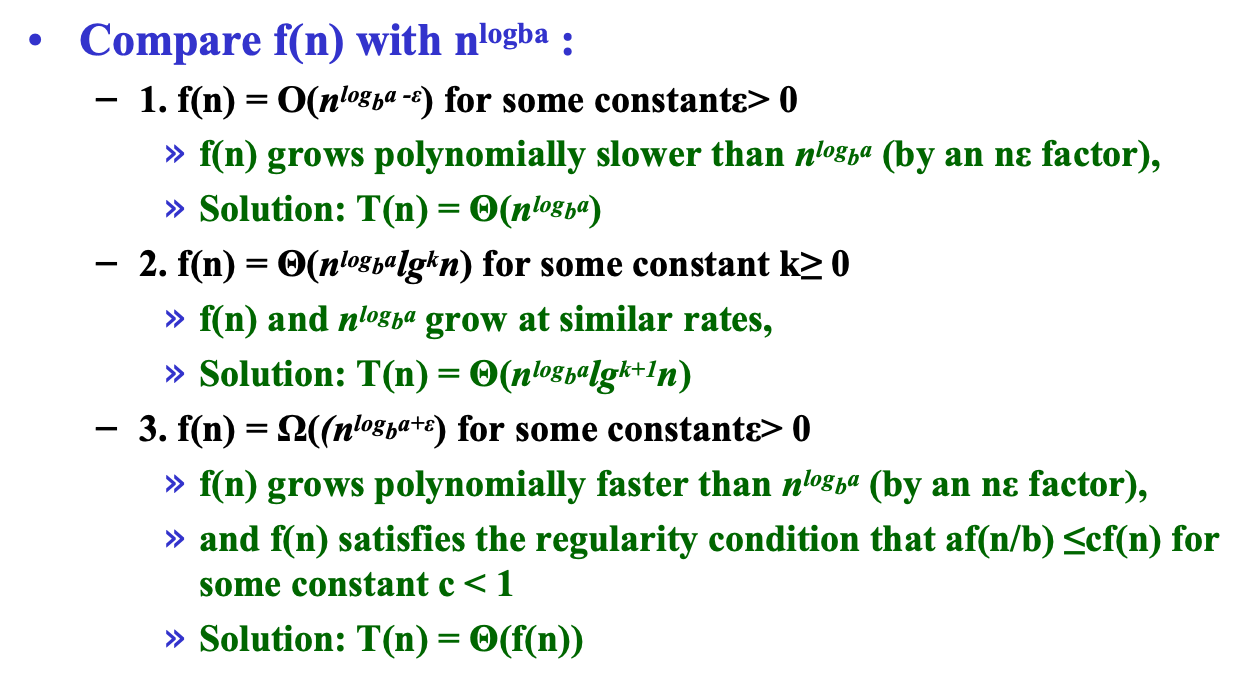 • Compare f(n) with n^logba :
– 1. f(n) = O(n^(log_b a -ε)) for some constantε> 0
» f(n) grows polynomially slower than n^(log_b a) (by an nε factor),
» Solution: T(n) = Θ(n^(log_b a))
– 2. f(n) = Θ(n^(log_b a)lg^k n) for some constant k≥ 0
» f(n) and n^(log_b a) grow at similar rates,
» Solution: T(n) = Θ(n^(log_b a)lg^(k+1) n)
– 3. f(n) = Ω((n^(log_b a+ε)) for some constantε> 0
» f(n) grows polynomially faster than n^(log_b a) (by an nε factor),
» and f(n) satisfies the regularity condition that af(n/b) ≤cf(n) for
some constant c < 1
» Solution: T(n) = Θ(f(n))